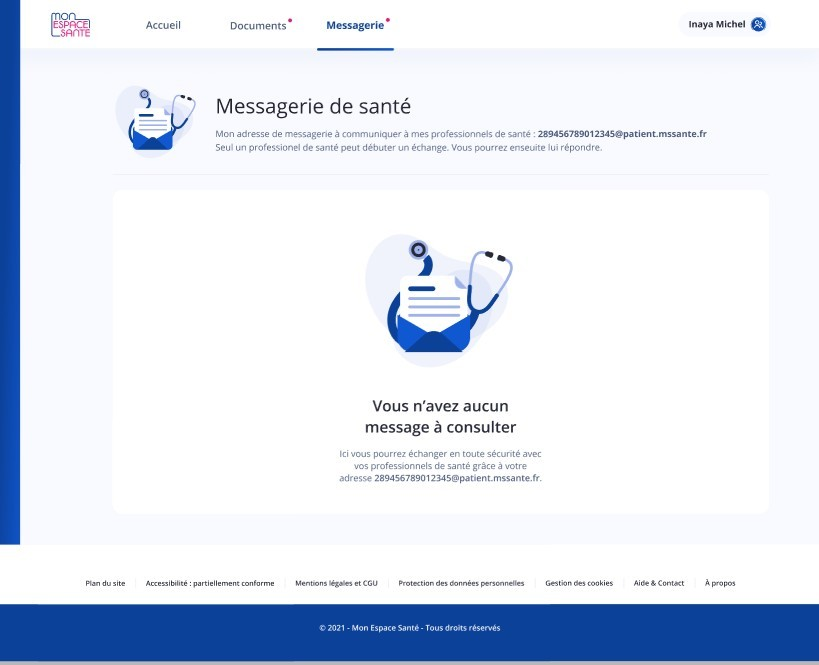 MON
ESPACE
SANTÉ
Accueil
Documents
Messagerie
Inaya Michel
Messagerie de santé
Mon adresse de messagerie à communiquer à mes professionnels de santé : 289456789012345@patient.mssante.fr
Seul un professionel de santé peut débuter un échange. Vous pourrez enseuite lui répondre.
Vous n’avez aucun
message à consulter
Ici vous pourrez échanger en toute sécurité avec
vos professionnels de santé grâce à votre
adresse 289456789012345@patient.mssante.fr.
Plan du site
Accessibilité : partiellement conforme
Mentions légales et CGU
Protection des données personnelles
Gestion des cookies
Aide & Contact
À propos
© 2021 - Mon Espace Santé - Tous droits réservés